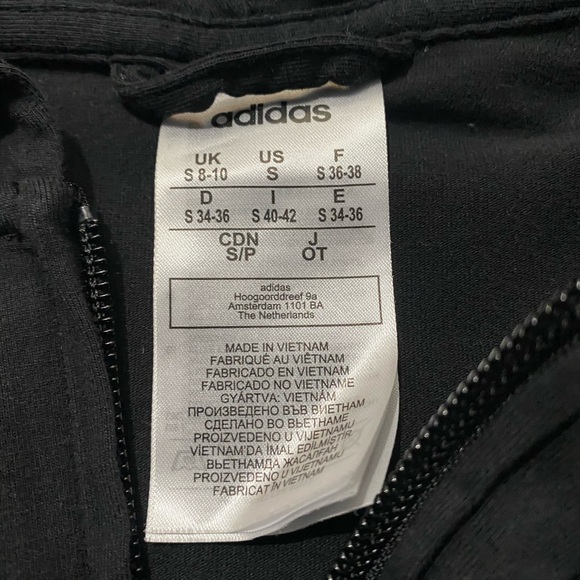 adidas
UK US F
S 8-10 S S 36-38
D I E
S 34-36 S 40-42 S 34-36
CDN J
S/P OT
adidas
Hoogoorddreef 9a
Amsterdam 1101 BA
The Netherlands
MADE IN VIETNAM
FABRIQUÉ AU VIÊTNAM
FABRICADO EN VIETNAM
FABRICADO NO VIETNAME
GYÁRTVA: VIETNÁM
ПРОИЗВЕДЕНО ВЪВ ВИЕТНАМ
СДЕЛАНО ВО ВЬЕТНАМЕ
PROIZVEDENO U VIJETNAMU
VİETNAM'DA İMAL EDİLMİŞTİR.
ВЬЕТНАМДА ЖАСАЛҒАН
PROIZVEDENO U VIJETNAMU
FABRICAT ÎN VIETNAM